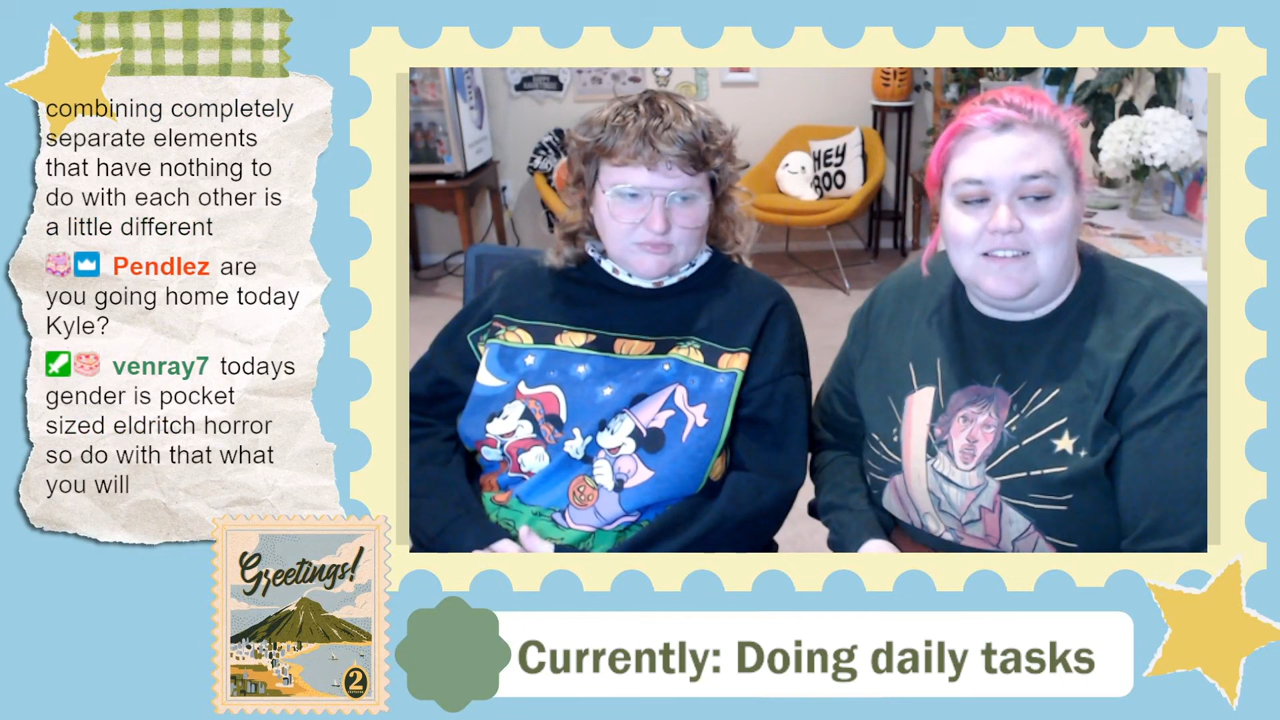 combining completely
separate elements
that have nothing to
do with each other is
a little different
Pendlez are
you going home today
Kyle?
venray7 todays
gender is pocket
sized eldritch horror
so do with that what
you will
HEY
BOO
Greetings!
2
Currently: Doing daily tasks